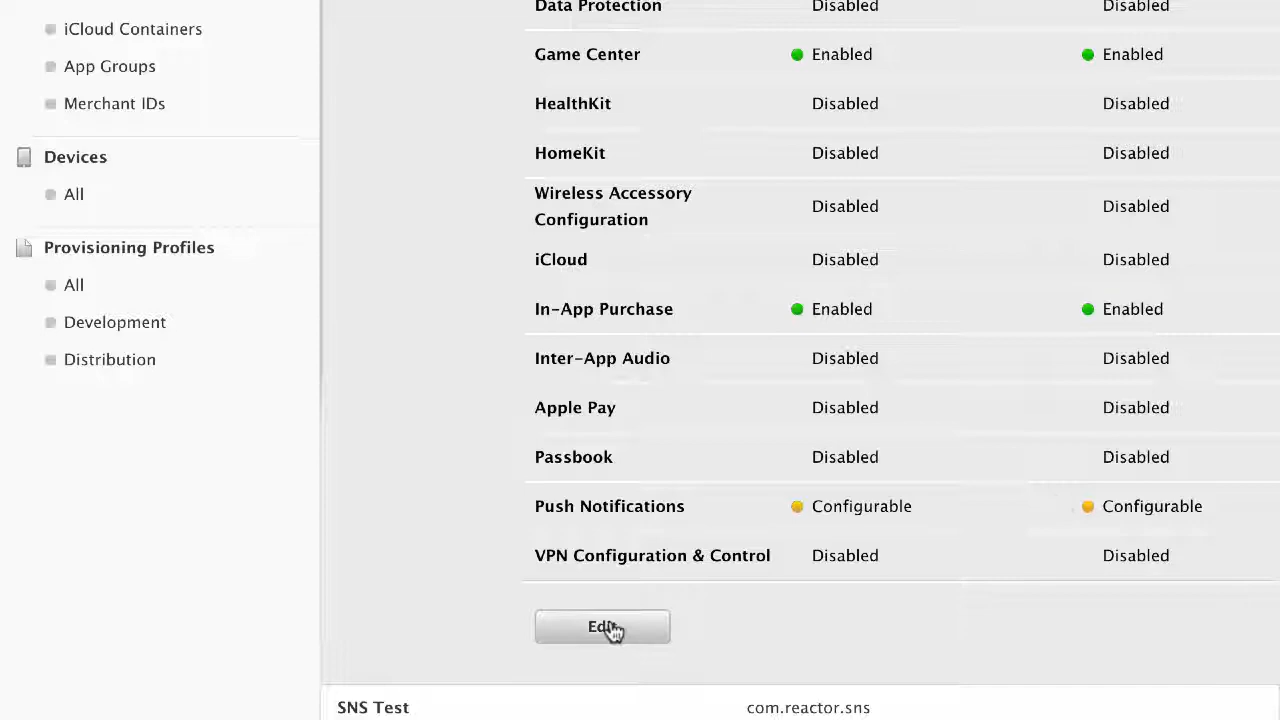 iCloud Containers
App Groups
Merchant IDs
Devices
All
Provisioning Profiles
All
Development
Distribution
Data Protection Disabled Disabled
Game Center Enabled Enabled
HealthKit Disabled Disabled
HomeKit Disabled Disabled
Wireless Accessory
Configuration Disabled Disabled
iCloud Disabled Disabled
In-App Purchase Enabled Enabled
Inter-App Audio Disabled Disabled
Apple Pay Disabled Disabled
Passbook Disabled Disabled
Push Notifications Configurable Configurable
VPN Configuration & Control Disabled Disabled
Edit
SNS Test com.reactor.sns